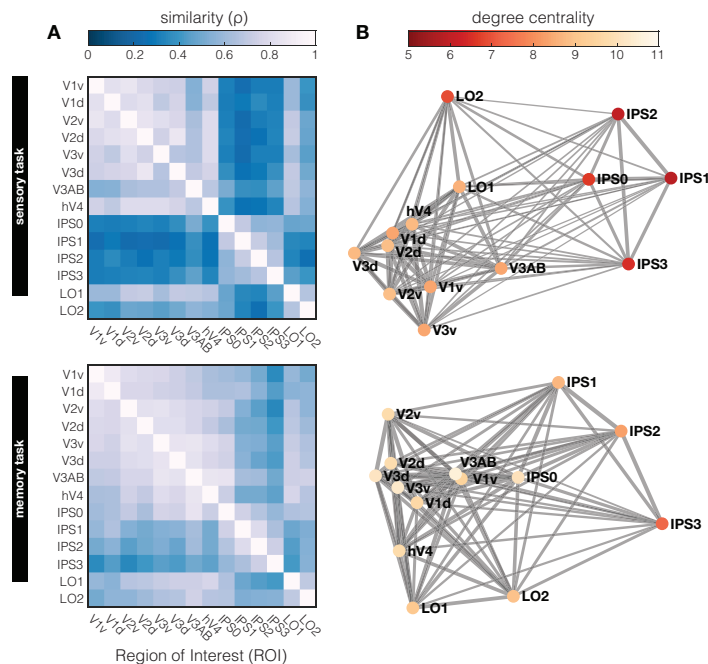 A
similarity (ρ)
0 0.2 0.4 0.6 0.8 1
sensory task
V1v
V1d
V2v
V2d
V3v
V3d
V3AB
hV4
IPS0
IPS1
IPS2
IPS3
LO1
LO2
V1v V1d V2v V2d V3v V3d V3AB hV4 IPS0 IPS1 IPS2 IPS3 LO1 LO2
memory task
V1v
V1d
V2v
V2d
V3v
V3d
V3AB
hV4
IPS0
IPS1
IPS2
IPS3
LO1
LO2
V1v V1d V2v V2d V3v V3d V3AB hV4 IPS0 IPS1 IPS2 IPS3 LO1 LO2
Region of Interest (ROI)
B
degree centrality
5 6 7 8 9 10 11
LO2
IPS2
IPS0
IPS1
LO1
hV4
V1d
V2d
V3d
V3AB
IPS3
V2v
V1v
V3v
IPS1
V2v
IPS2
V2d
V3AB
V3d
V1v
IPS0
V3v
V1d
IPS3
hV4
LO2
LO1